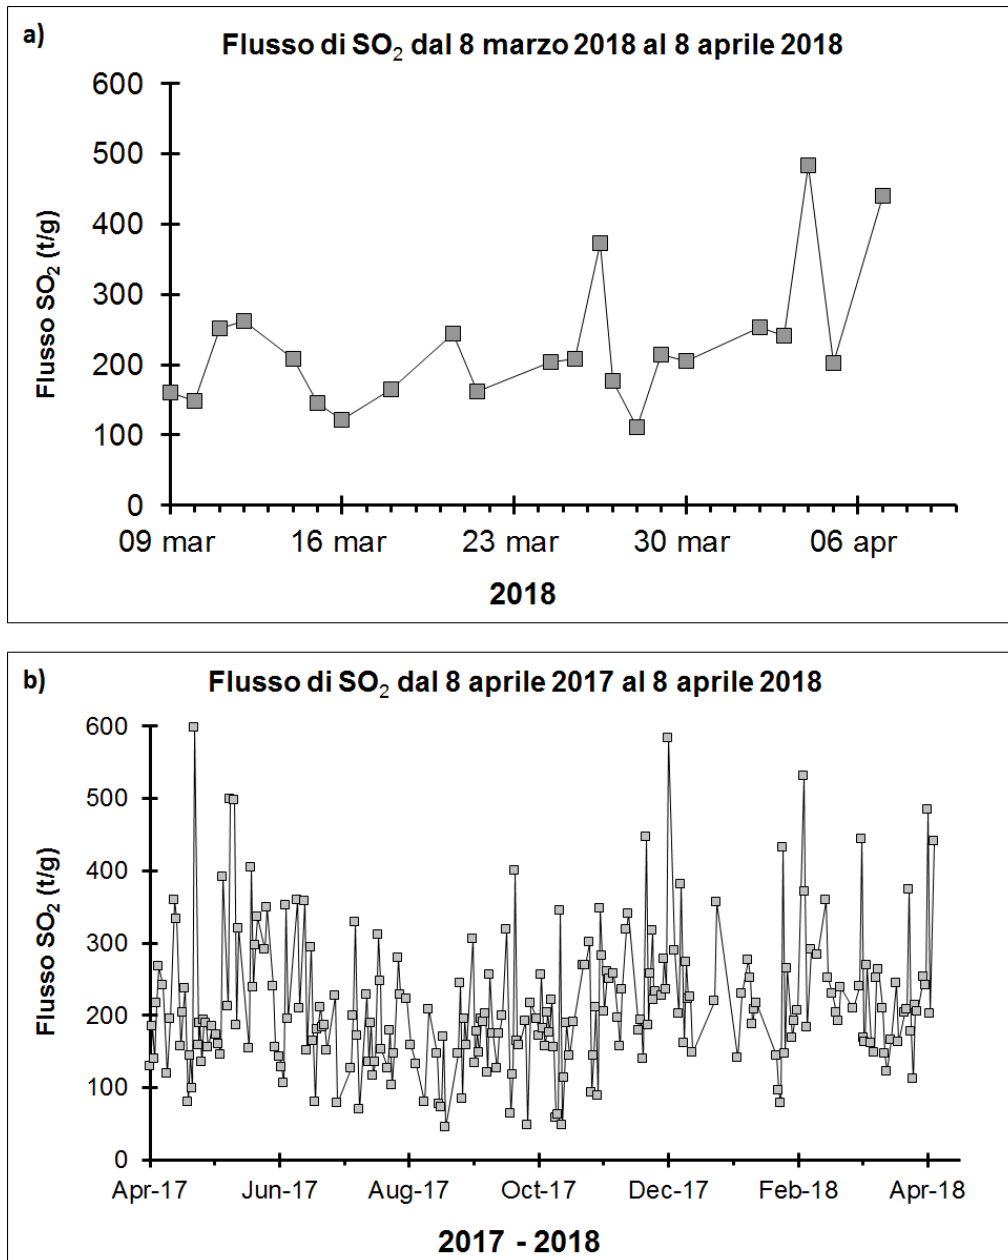 a)
Flusso di SO₂ dal 8 marzo 2018 al 8 aprile 2018
Flusso SO₂ (t/g)
600
500
400
300
200
100
0
09 mar 16 mar 23 mar 30 mar 06 apr
2018
b)
Flusso di SO₂ dal 8 aprile 2017 al 8 aprile 2018
Flusso SO₂ (t/g)
600
500
400
300
200
100
0
Apr-17 Jun-17 Aug-17 Oct-17 Dec-17 Feb-18 Apr-18
2017 - 2018